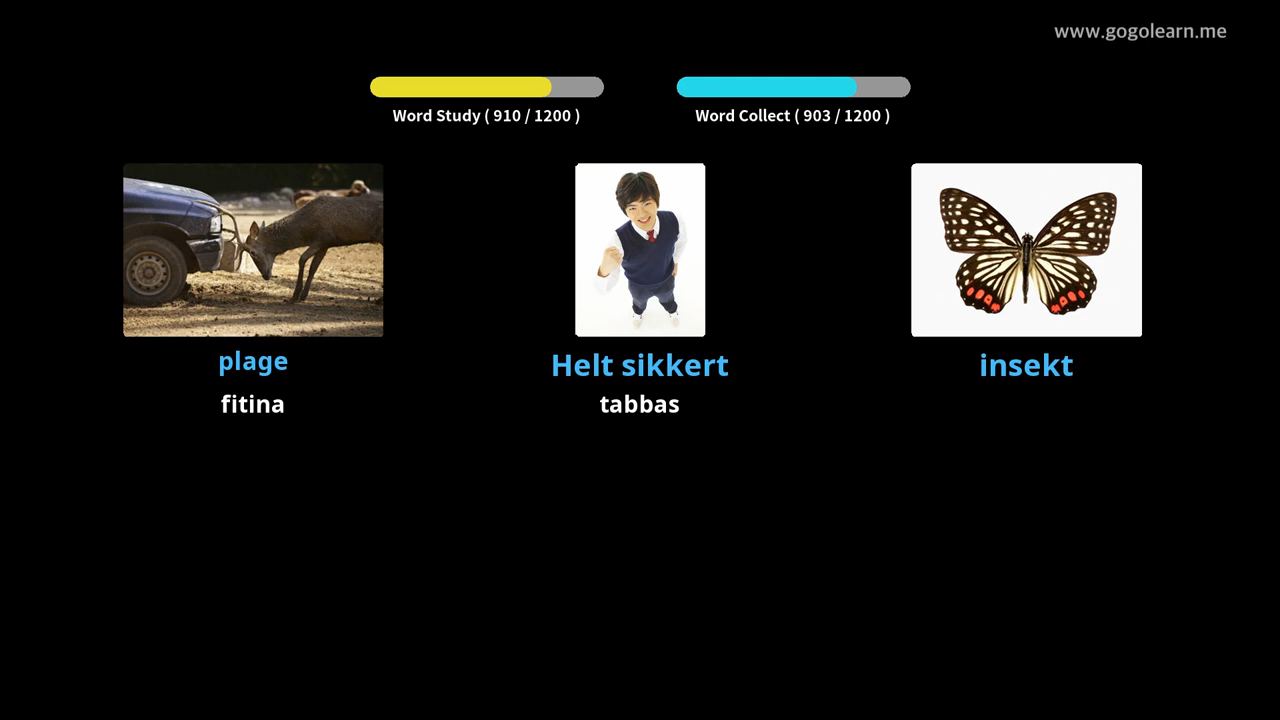 www.gogolearn.me
Word Study ( 910 / 1200 )
Word Collect ( 903 / 1200 )
plage
Helt sikkert
insekt
fitina
tabbas